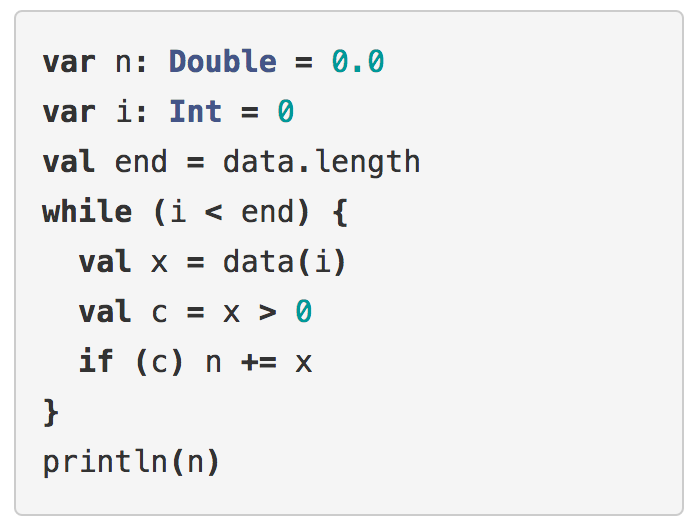 var n: Double = 0.0
var i: Int = 0
val end = data.length
while (i < end) {
  val x = data(i)
  val c = x > 0
  if (c) n += x
}
println(n)